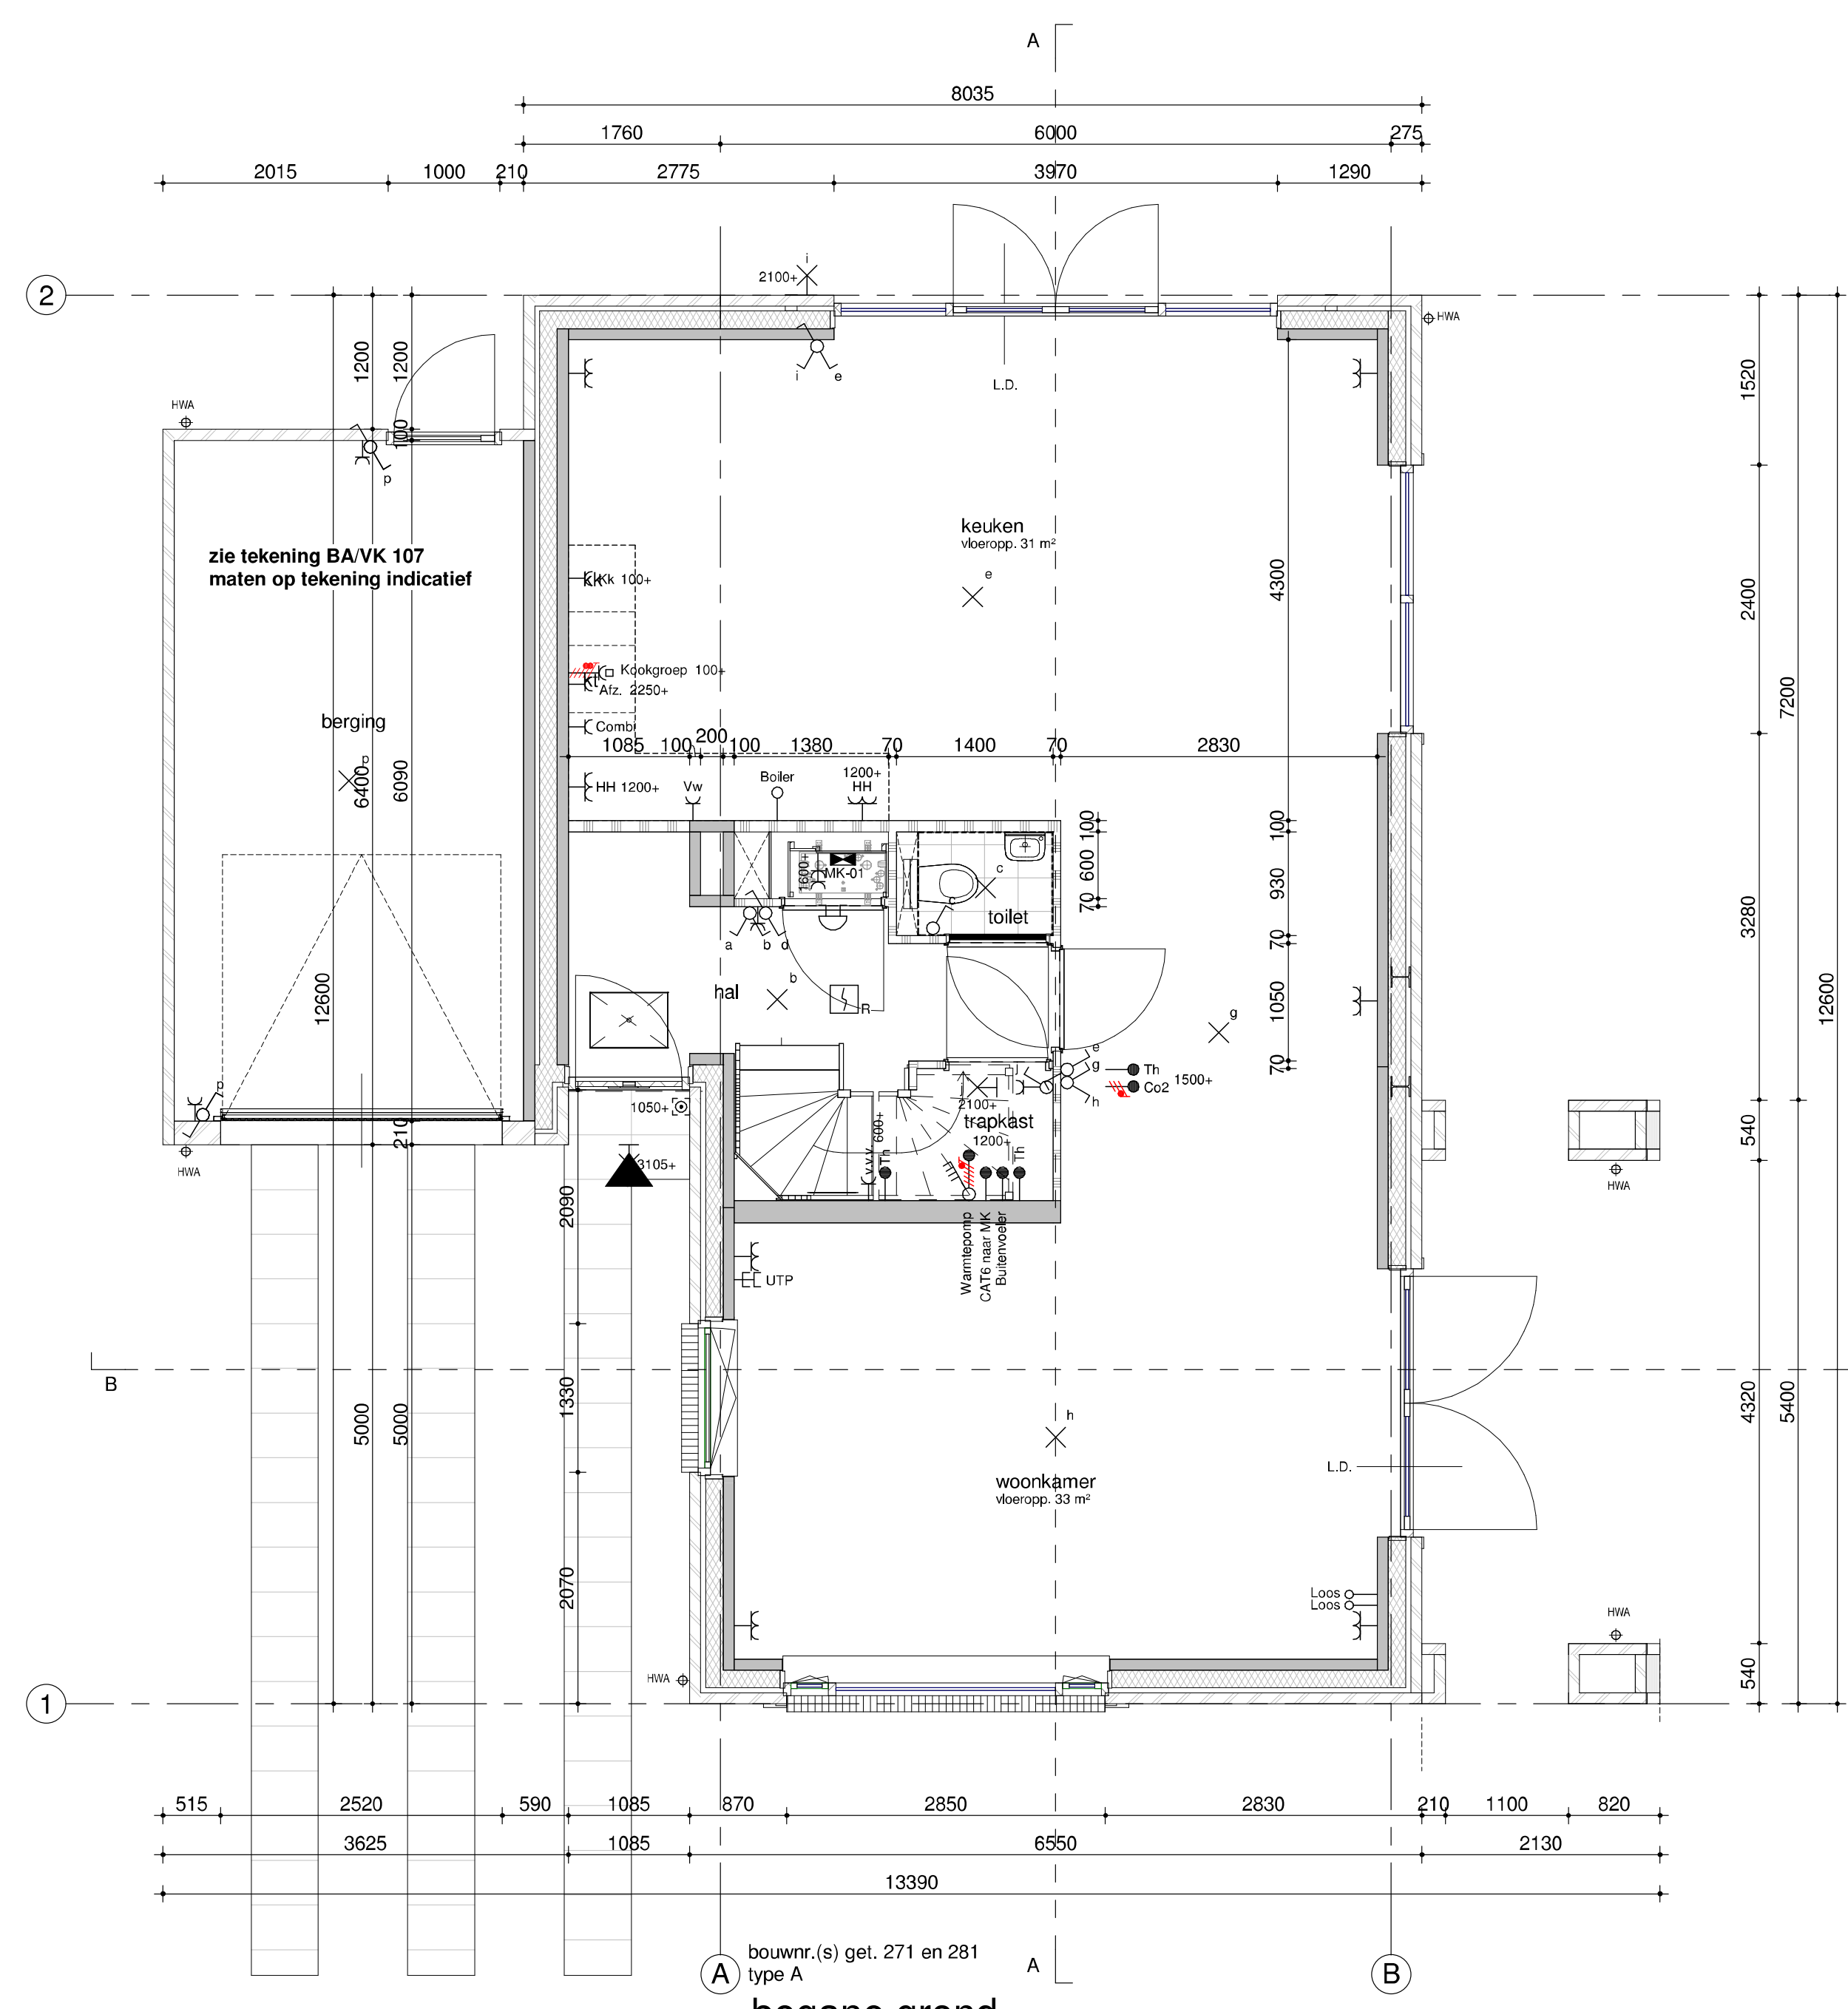 A
8035
1760
6000
275
2015
1000
210
2775
3970
1290
2
i
2100+
HWA
i
e
L.D.
1200
1200
1520
HWA
100
p
keuken
vloeropp. 31 m²
e
zie tekening BA/VK 107
maten op tekening indicatief
Kk 100+
4300
2400
Kookgroep 100+
Afz. 2250+
berging
Combi
7200
p
6400
6090
1085
100
200
100
1380
70
1400
70
2830
HH 1200+
Vw
Boiler
1200+
HH
100
600
70
100
930
1600+
MK-01
c
c
toilet
3280
a
b
d
70
12600
hal
b
R
1050
12600
g
e
g
h
Th
Co2
1500+
70
p
1050+
2100+
trapkast
1200+
600+
v.v.v.
Th
Th
210
540
HWA
3105+
HWA
2090
Warmtepomp
CAT6 naar MK
Buitenvoeler
UTP
B
1330
5000
5000
4320
5400
h
L.D.
woonkamer
vloeropp. 33 m²
2070
Loos
Loos
HWA
HWA
540
1
515
2520
590
1085
870
2850
2830
210
1100
820
3625
1085
6550
2130
13390
bouwnr.(s) get. 271 en 281
type A
A
A
B
begane grond